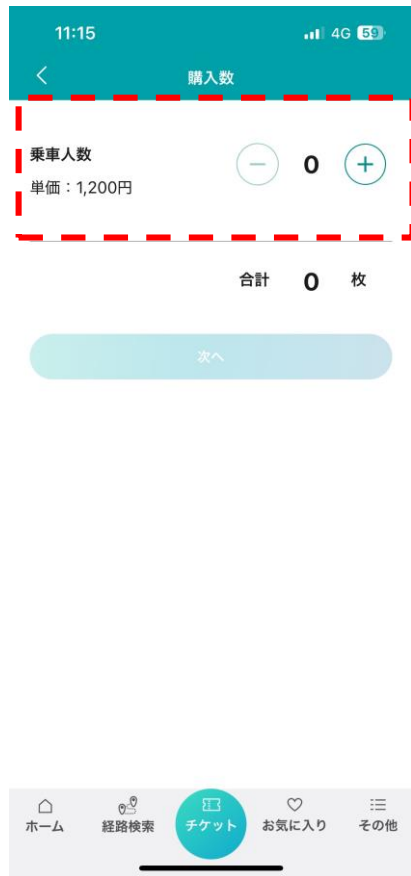 11:15
4G 59
購入数
乗車人数
0
単価：1,200円
合計 0 枚
次へ
ホーム 経路検索 チケット お気に入り その他